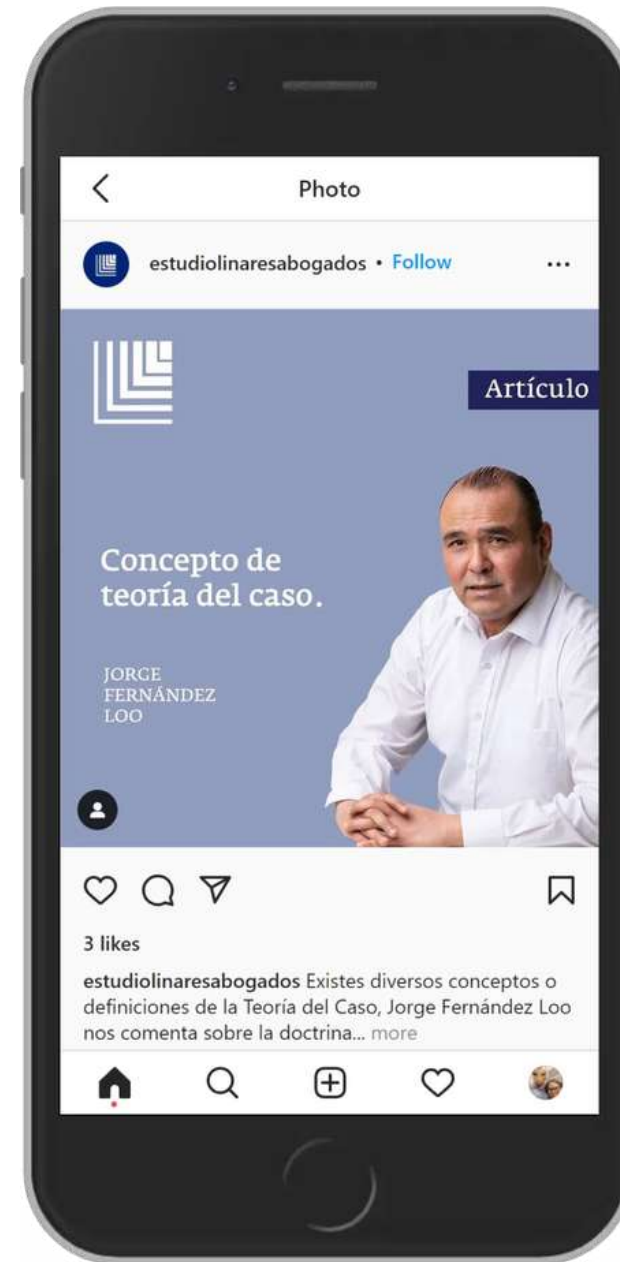 Photo
estudiolinaresabogados • Follow
Artículo
Concepto de
teoría del caso.
JORGE
FERNÁNDEZ
LOO
3 likes
estudiolinaresabogados Existes diversos conceptos o
definiciones de la Teoría del Caso, Jorge Fernández Loo
nos comenta sobre la doctrina... more